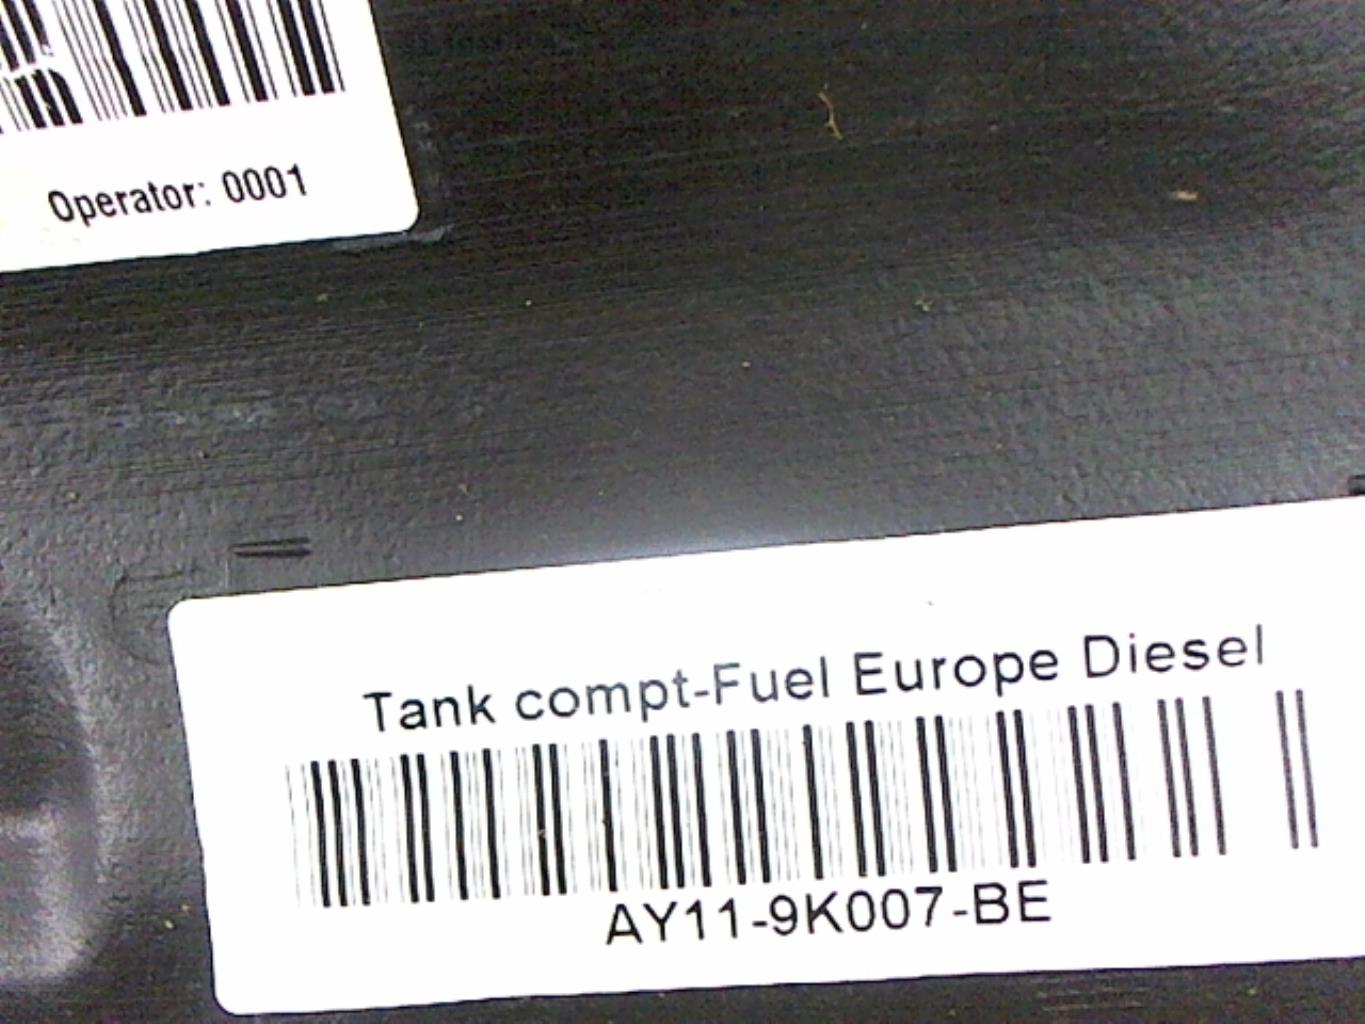 Operator: 0001
Tank compt-Fuel Europe Diesel
AY11-9K007-BE